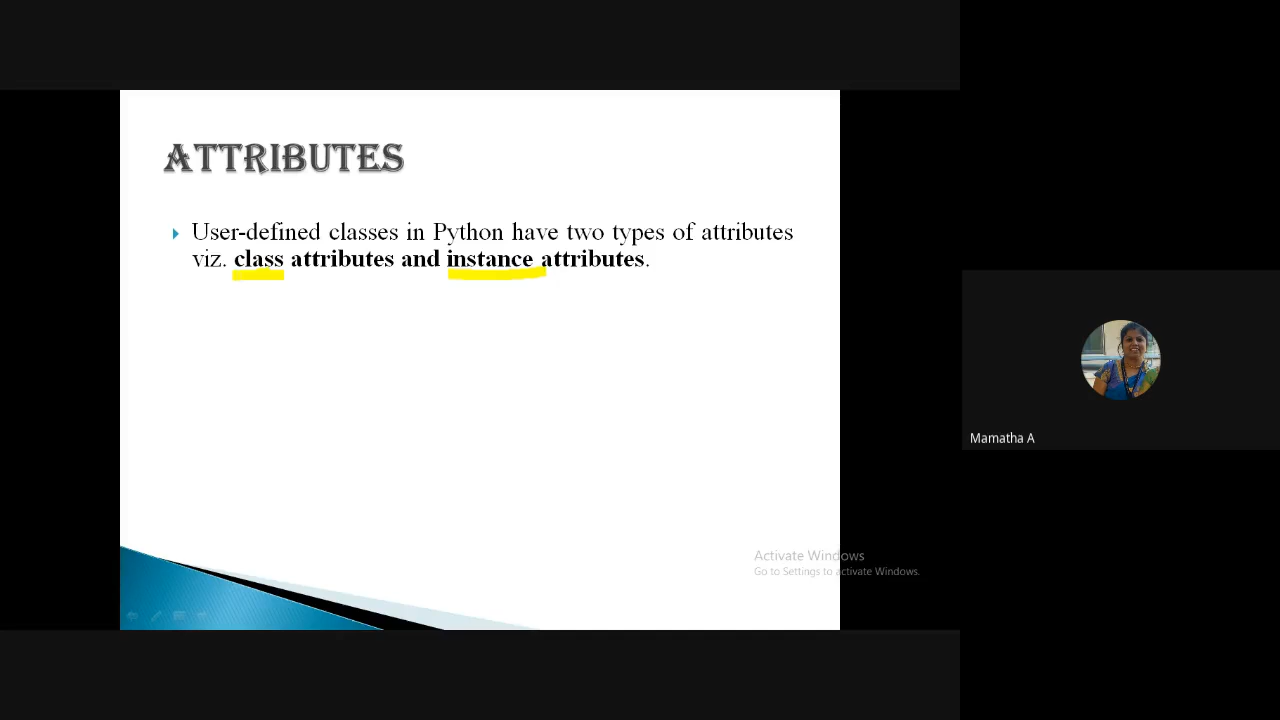 ATTRIBUTES
User-defined classes in Python have two types of attributes
viz. class attributes and instance attributes.
Mamatha A
Activate Windows
Go to Settings to activate Windows.